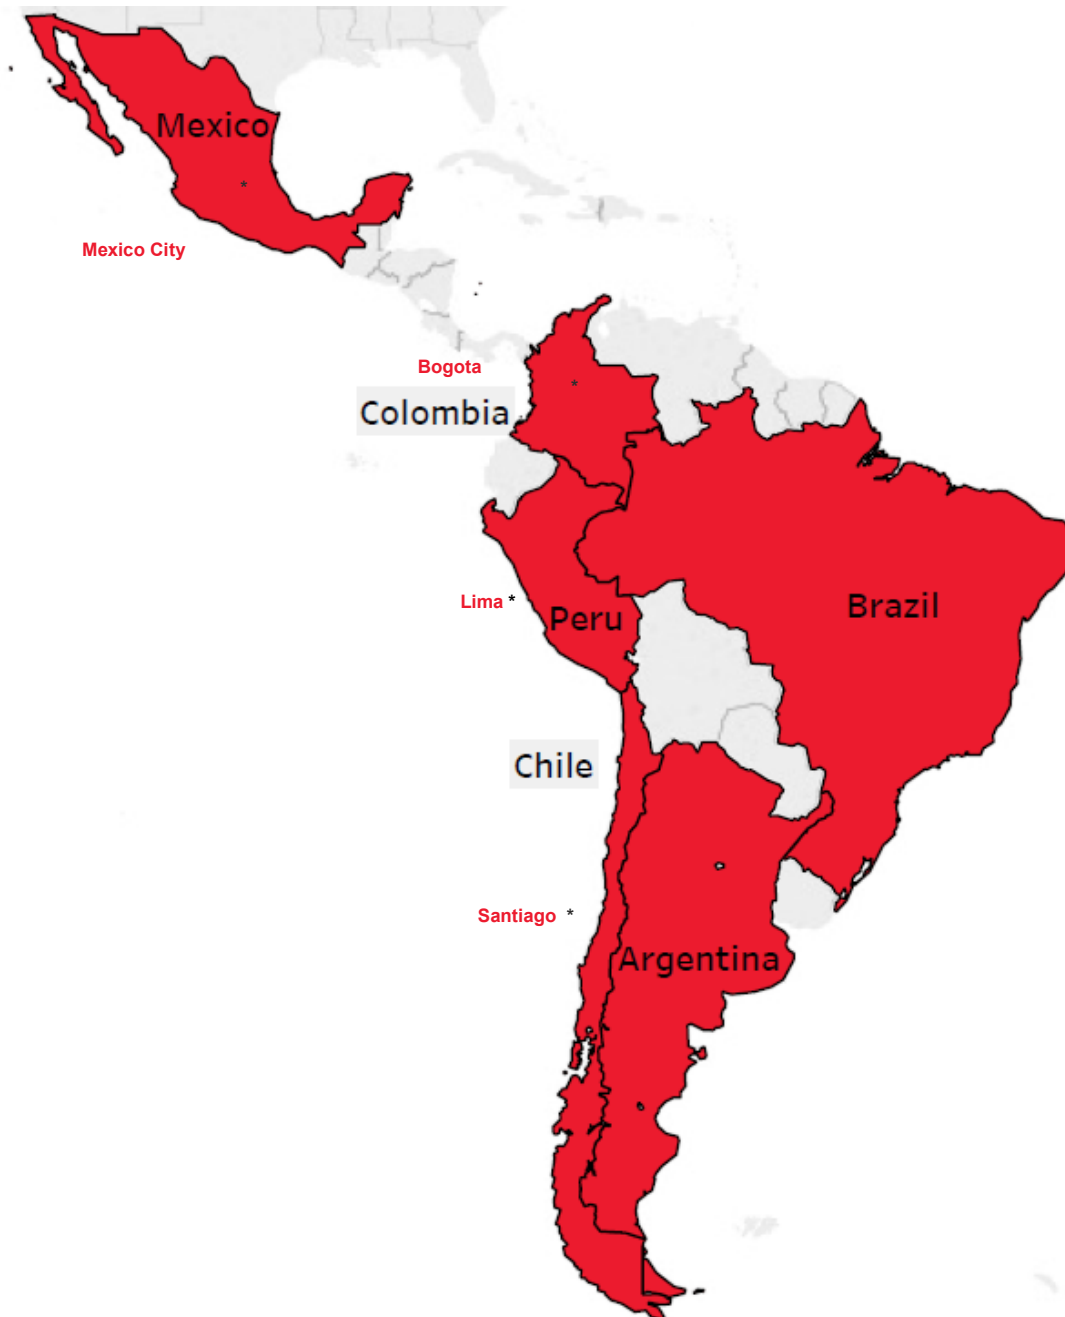 Mexico
*
Mexico City
Bogota
*
Colombia
Lima *
Peru
Brazil
Chile
Santiago *
Argentina